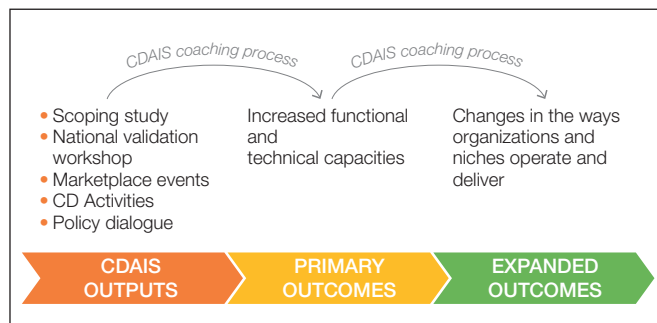 CDAIS coaching process
CDAIS coaching process
• Scoping study
• National validation
workshop
• Marketplace events
• CD Activities
• Policy dialogue
Increased functional
and
technical capacities
Changes in the ways
organizations and
niches operate and
deliver
CDAIS
OUTPUTS
PRIMARY
OUTCOMES
EXPANDED
OUTCOMES